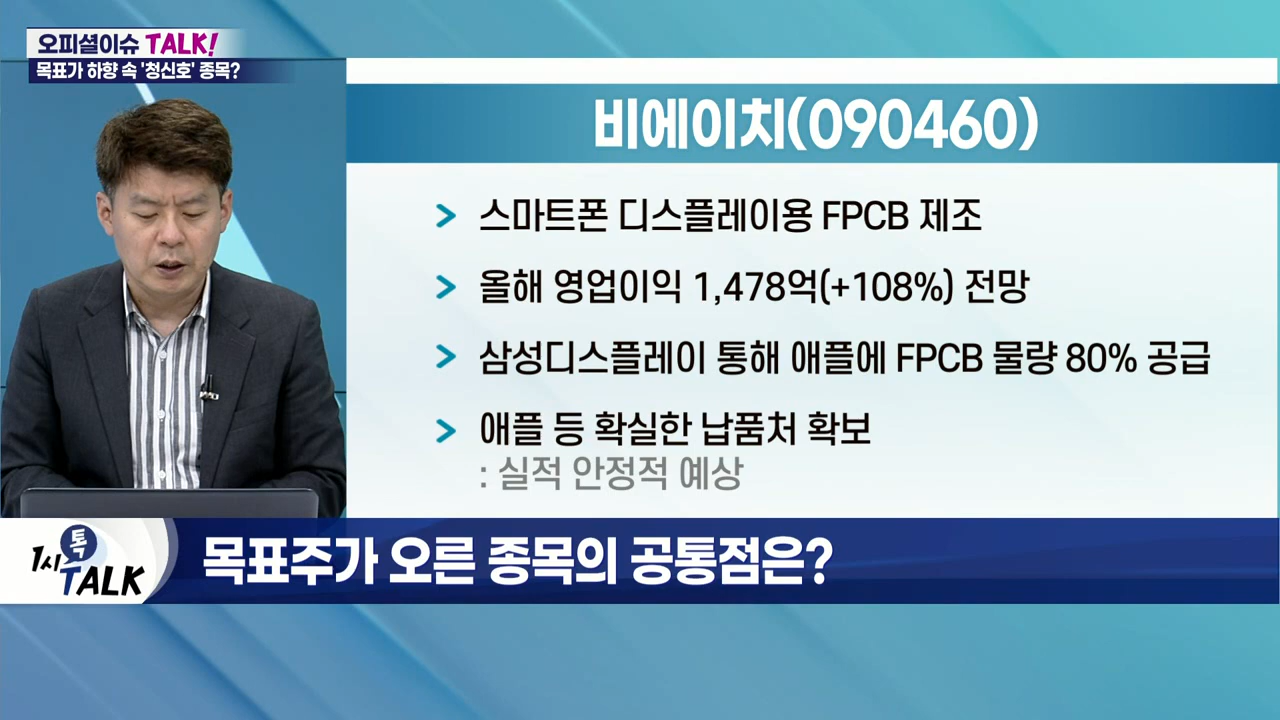 오피셜이슈 TALK!
목표가 하향 속 '청신호' 종목?
비에이치(090460)
> 스마트폰 디스플레이용 FPCB 제조
> 올해 영업이익 1,478억(+108%) 전망
> 삼성디스플레이 통해 애플에 FPCB 물량 80% 공급
> 애플 등 확실한 납품처 확보
: 실적 안정적 예상
1시톡 TALK
목표주가 오른 종목의 공통점은?